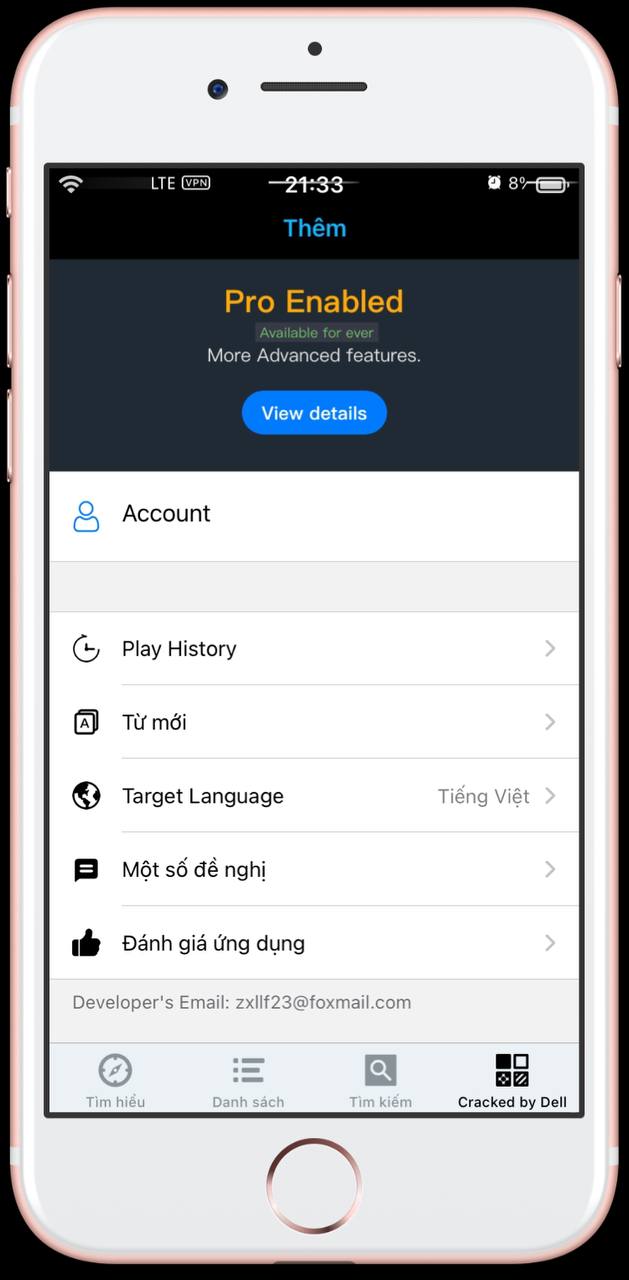 LTE VPN 21:33 8%
Thêm
Pro Enabled
Available for ever
More Advanced features.
View details
Account
Play History
A Từ mới
Target Language Tiếng Việt
Một số đề nghị
Đánh giá ứng dụng
Developer's Email: zxllf23@foxmail.com
Tìm hiểu Danh sách Tìm kiếm Cracked by Dell